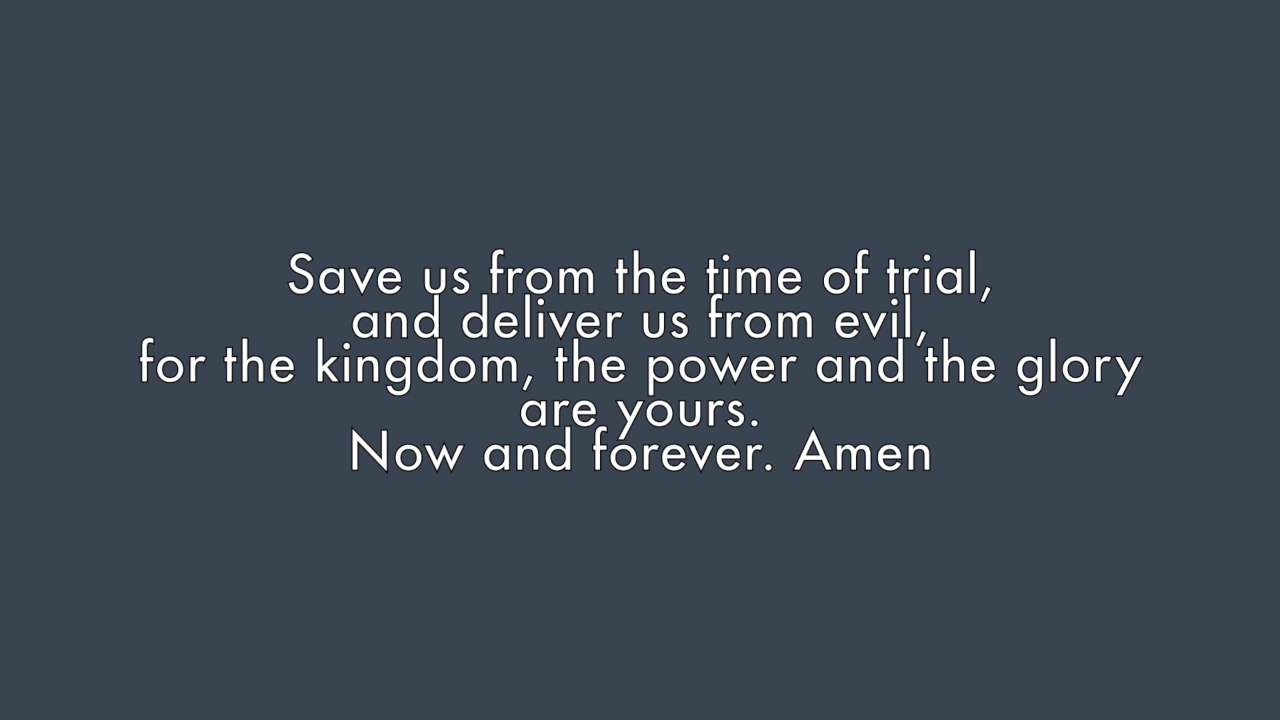 Save us from the time of trial,
and deliver us from evil,
for the kingdom, the power and the glory
are yours.
Now and forever. Amen